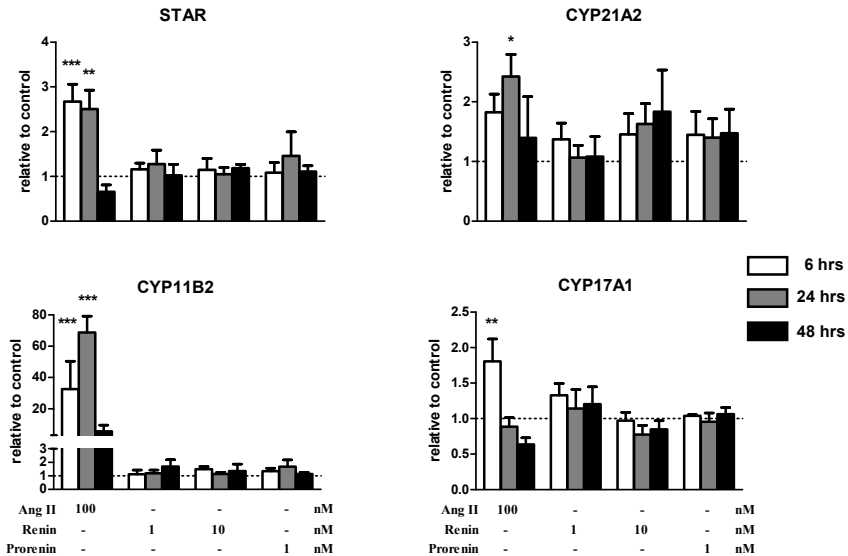 STAR
CYP21A2
relative to control
4
3
2
1
0
*** **
relative to control
3
2
1
0
*
CYP11B2
CYP17A1
relative to control
80
60
40
20
2
1
0
*** ***
relative to control
2.5
2.0
1.5
1.0
0.5
0.0
**
6 hrs
24 hrs
48 hrs
Ang II 100 - - - nM
Renin - 1 10 - nM
Prorenin - - - 1 nM
Ang II 100 - - - nM
Renin - 1 10 - nM
Prorenin - - - 1 nM